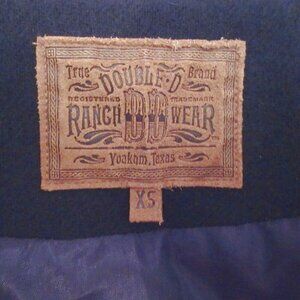 True DOUBLE-D Brand
REGISTERED TRADEMARK
RANCH DD WEAR
Yoakum, Texas
XS